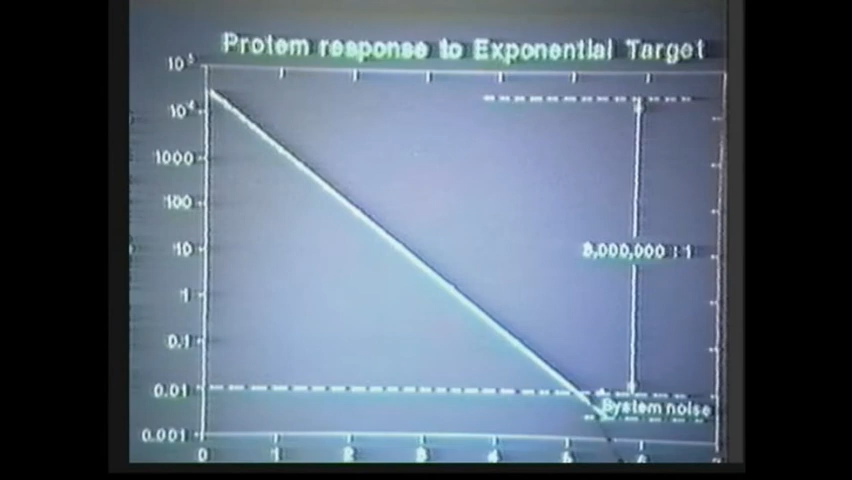 Protem response to Exponential Target
10⁵
10⁴
1000
100
10
1
0.1
0.01
0.001
8,000,000 : 1
System noise
0 1 2 3 4 5 6